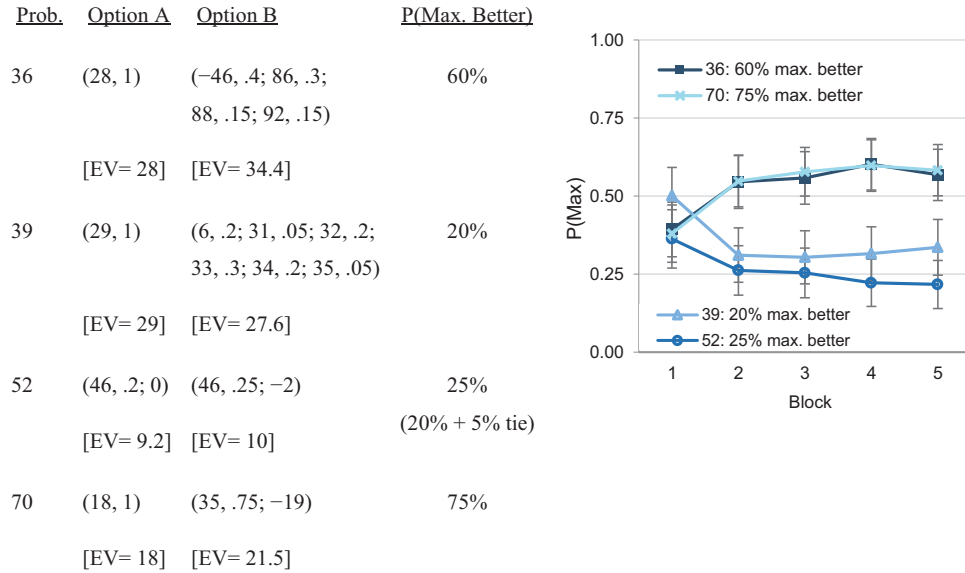 Prob. Option A Option B P(Max. Better)
36 (28, 1) (−46, .4; 86, .3; 60%
88, .15; 92, .15)
[EV= 28] [EV= 34.4]
39 (29, 1) (6, .2; 31, .05; 32, .2; 20%
33, .3; 34, .2; 35, .05)
[EV= 29] [EV= 27.6]
52 (46, .2; 0) (46, .25; −2) 25%
(20% + 5% tie)
[EV= 9.2] [EV= 10]
70 (18, 1) (35, .75; −19) 75%
[EV= 18] [EV= 21.5]
1.00
36: 60% max. better
70: 75% max. better
0.75
P(Max)
0.50
0.25
39: 20% max. better
52: 25% max. better
0.00
1 2 3 4 5
Block